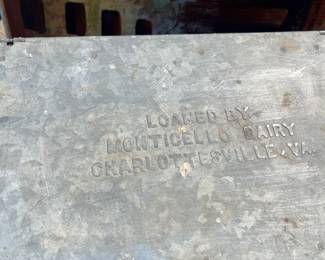 LOANED BY
MONTICELLO DAIRY
CHARLOTTESVILLE, VA.